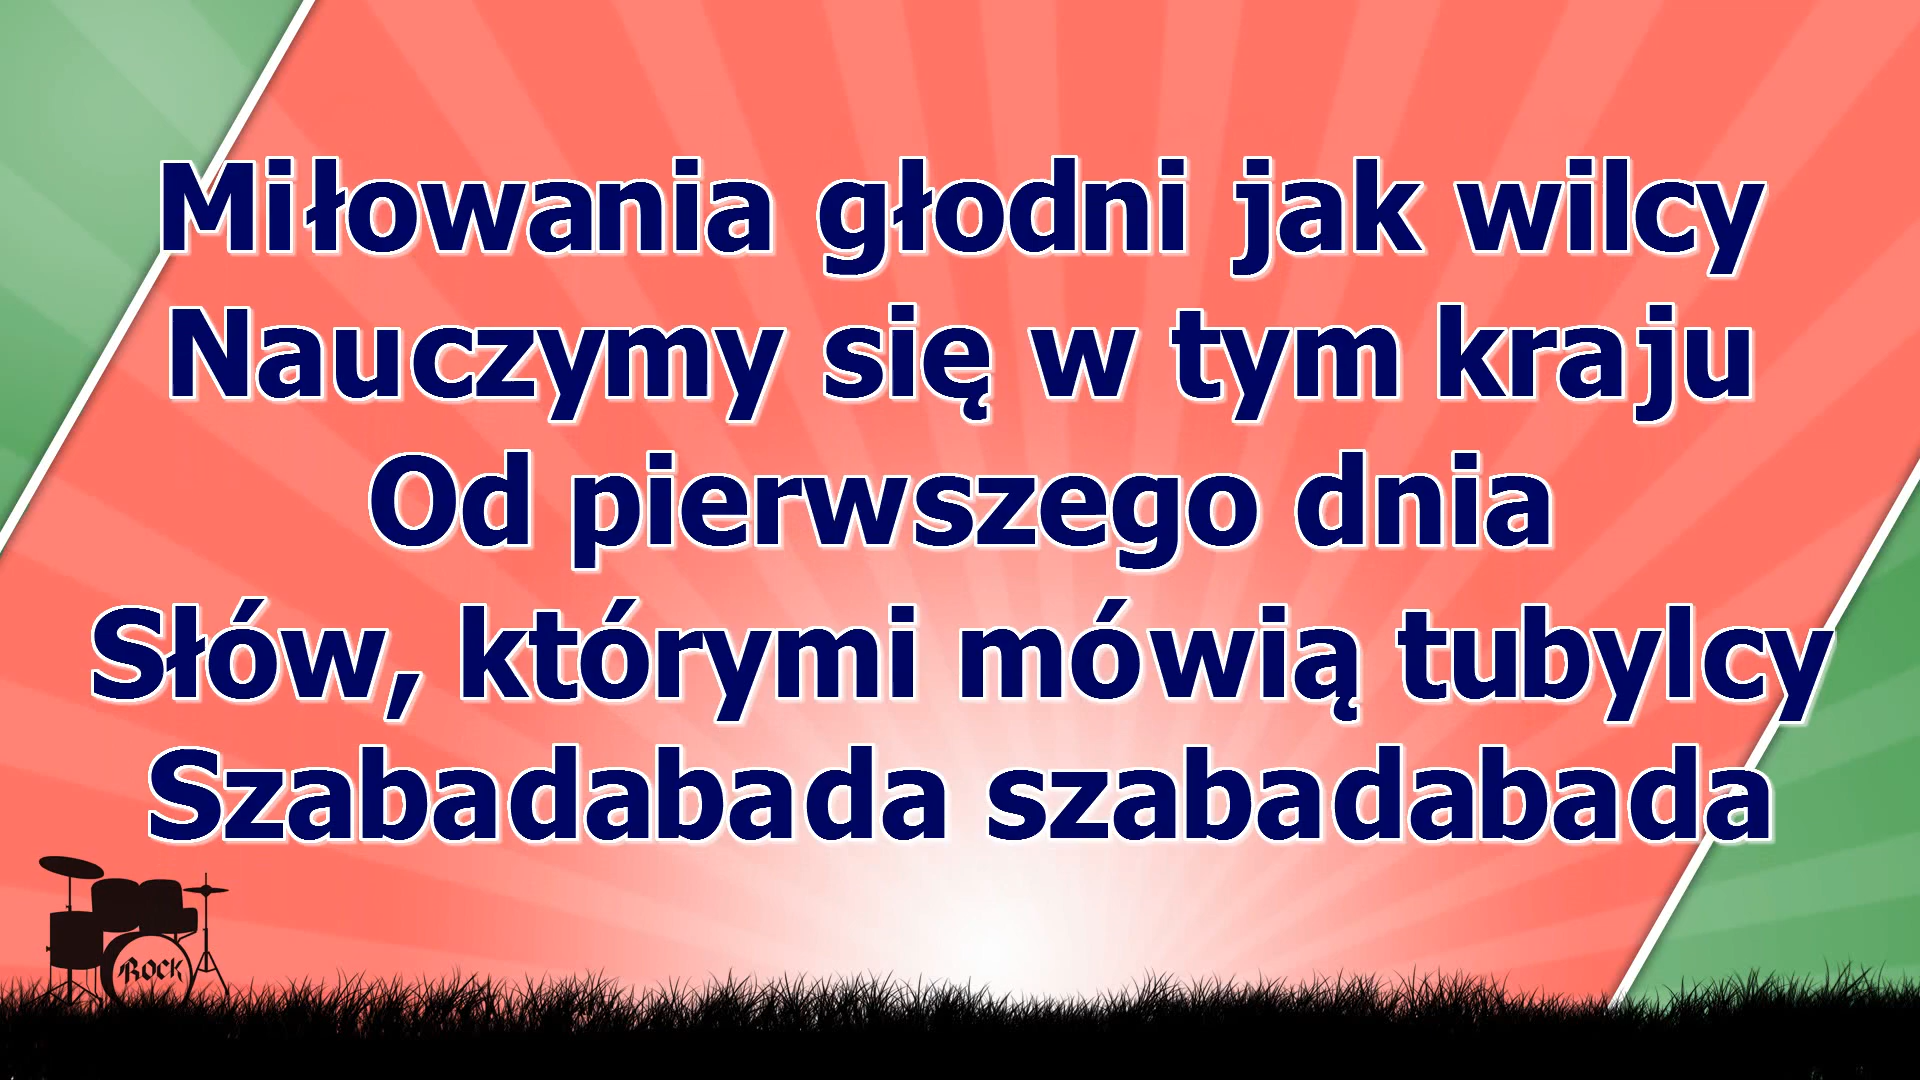 Miłowania głodni jak wilcy
Nauczymy się w tym kraju
Od pierwszego dnia
Słów, którymi mówią tubylcy
Szabadabada szabadabada
ROCK